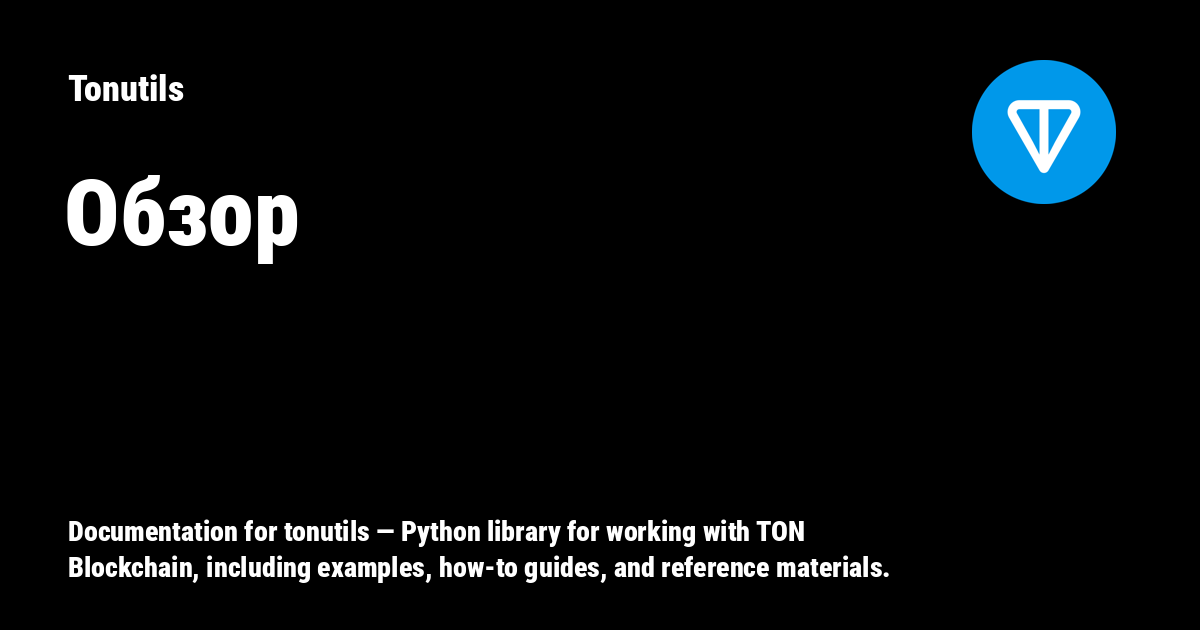 Tonutils
Обзор
Documentation for tonutils — Python library for working with TON
Blockchain, including examples, how-to guides, and reference materials.